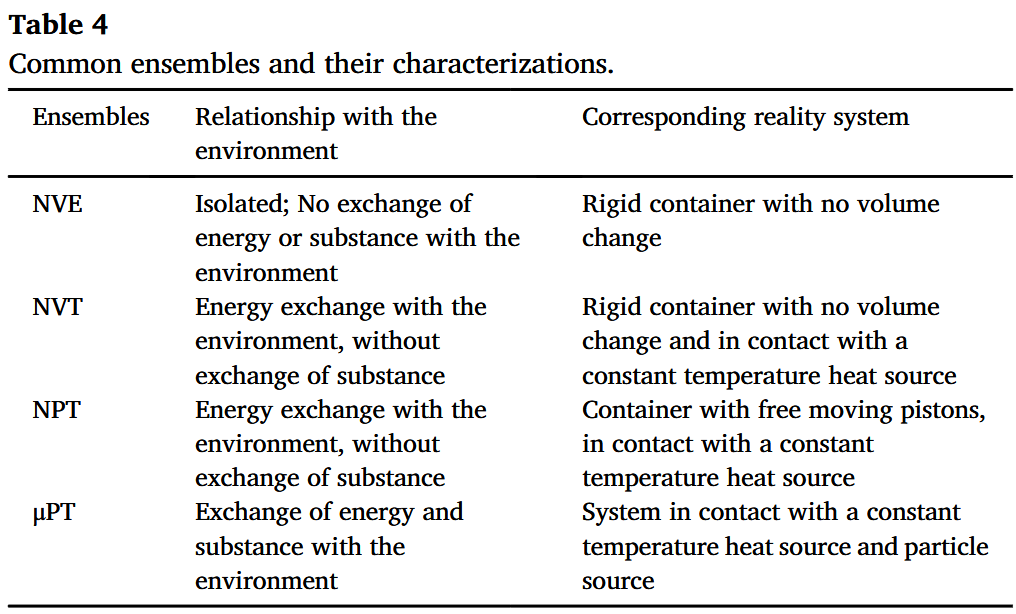 Table 4
Common ensembles and their characterizations.
Ensembles Relationship with the environment Corresponding reality system
NVE Isolated; No exchange of energy or substance with the environment Rigid container with no volume change
NVT Energy exchange with the environment, without exchange of substance Rigid container with no volume change and in contact with a constant temperature heat source
NPT Energy exchange with the environment, without exchange of substance Container with free moving pistons, in contact with a constant temperature heat source
μPT Exchange of energy and substance with the environment System in contact with a constant temperature heat source and particle source